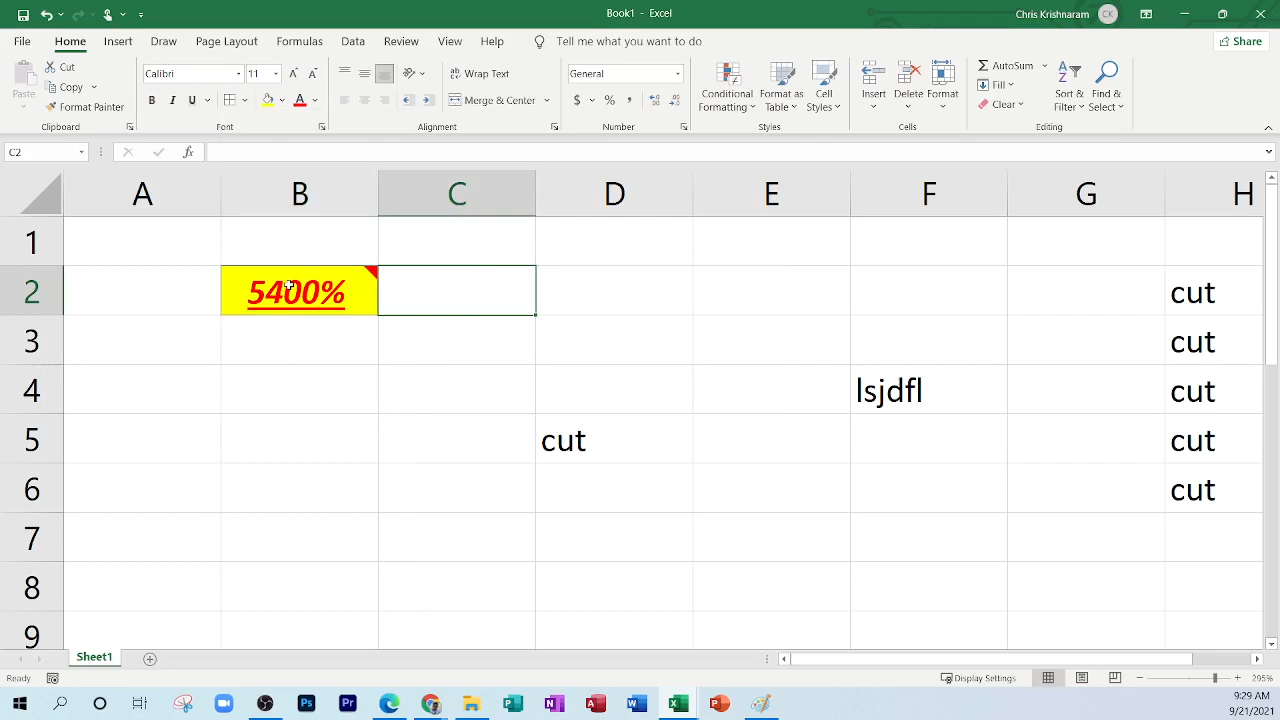 Book1 - Excel
Chris Krishnaram CK
File Home Insert Draw Page Layout Formulas Data Review View Help Tell me what you want to do Share
Paste Cut Copy Format Painter Clipboard
Calibri 11 B I U A Font
Wrap Text Merge & Center Alignment
General $ % , Number
Conditional Formatting Format as Table Cell Styles Styles
Insert Delete Format Cells
AutoSum Fill Clear Sort & Filter Find & Select Editing
C2 fx
A B C D E F G H
1
2 5400% cut
3 cut
4 lsjdfl cut
5 cut cut
6 cut
7
8
9
Sheet1
Ready Display Settings 295%
9:29 AM
9/21/2021